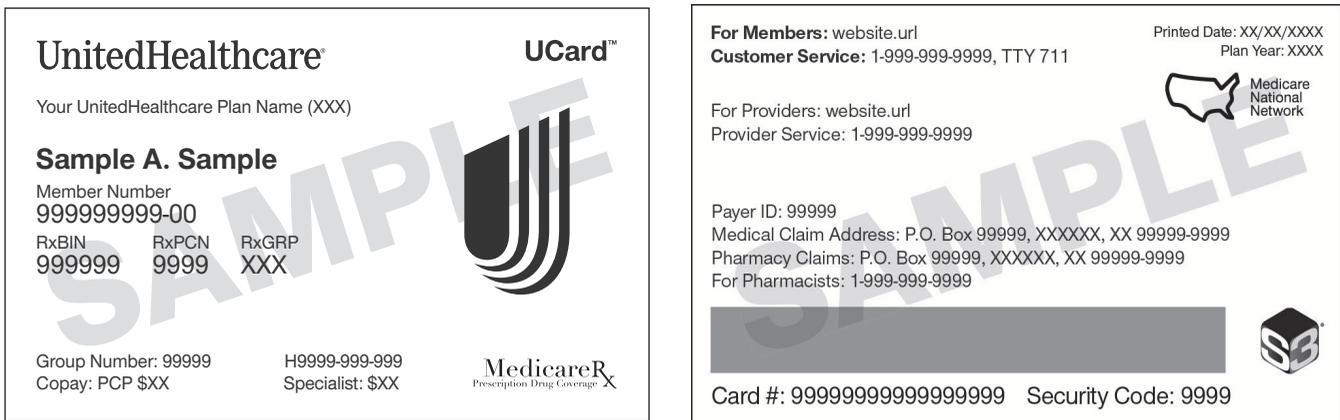 UnitedHealthcare®
UCard™
Your UnitedHealthcare Plan Name (XXX)
Sample A. Sample
Member Number
9999999999-00
RxBIN RxPCN RxGRP
999999 9999 XXX
Group Number: 99999 H9999-999-999
Copay: PCP $XX Specialist: $XX
MedicareRx
Prescription Drug Coverage
SAMPLE
For Members: website.url
Customer Service: 1-999-999-9999, TTY 711
Printed Date: XX/XX/XXXX
Plan Year: XXXX
Medicare
National
Network
For Providers: website.url
Provider Service: 1-999-999-9999
Payer ID: 99999
Medical Claim Address: P.O. Box 99999, XXXXXX, XX 99999-9999
Pharmacy Claims: P.O. Box 99999, XXXXXX, XX 99999-9999
For Pharmacists: 1-999-999-9999
S3
Card #: 99999999999999999 Security Code: 9999
SAMPLE